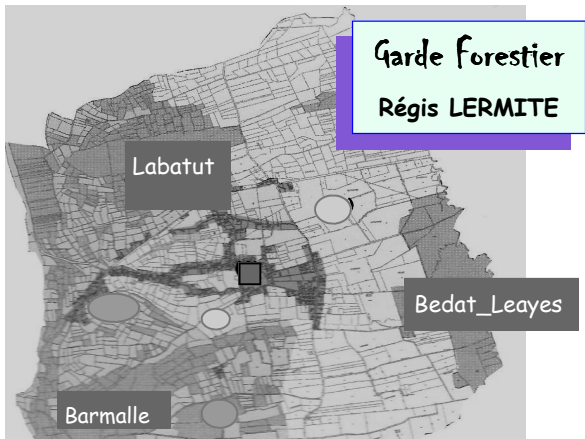 Garde Forestier
Régis LERMITE
Labatut
Bedat_Leayes
Barmalle